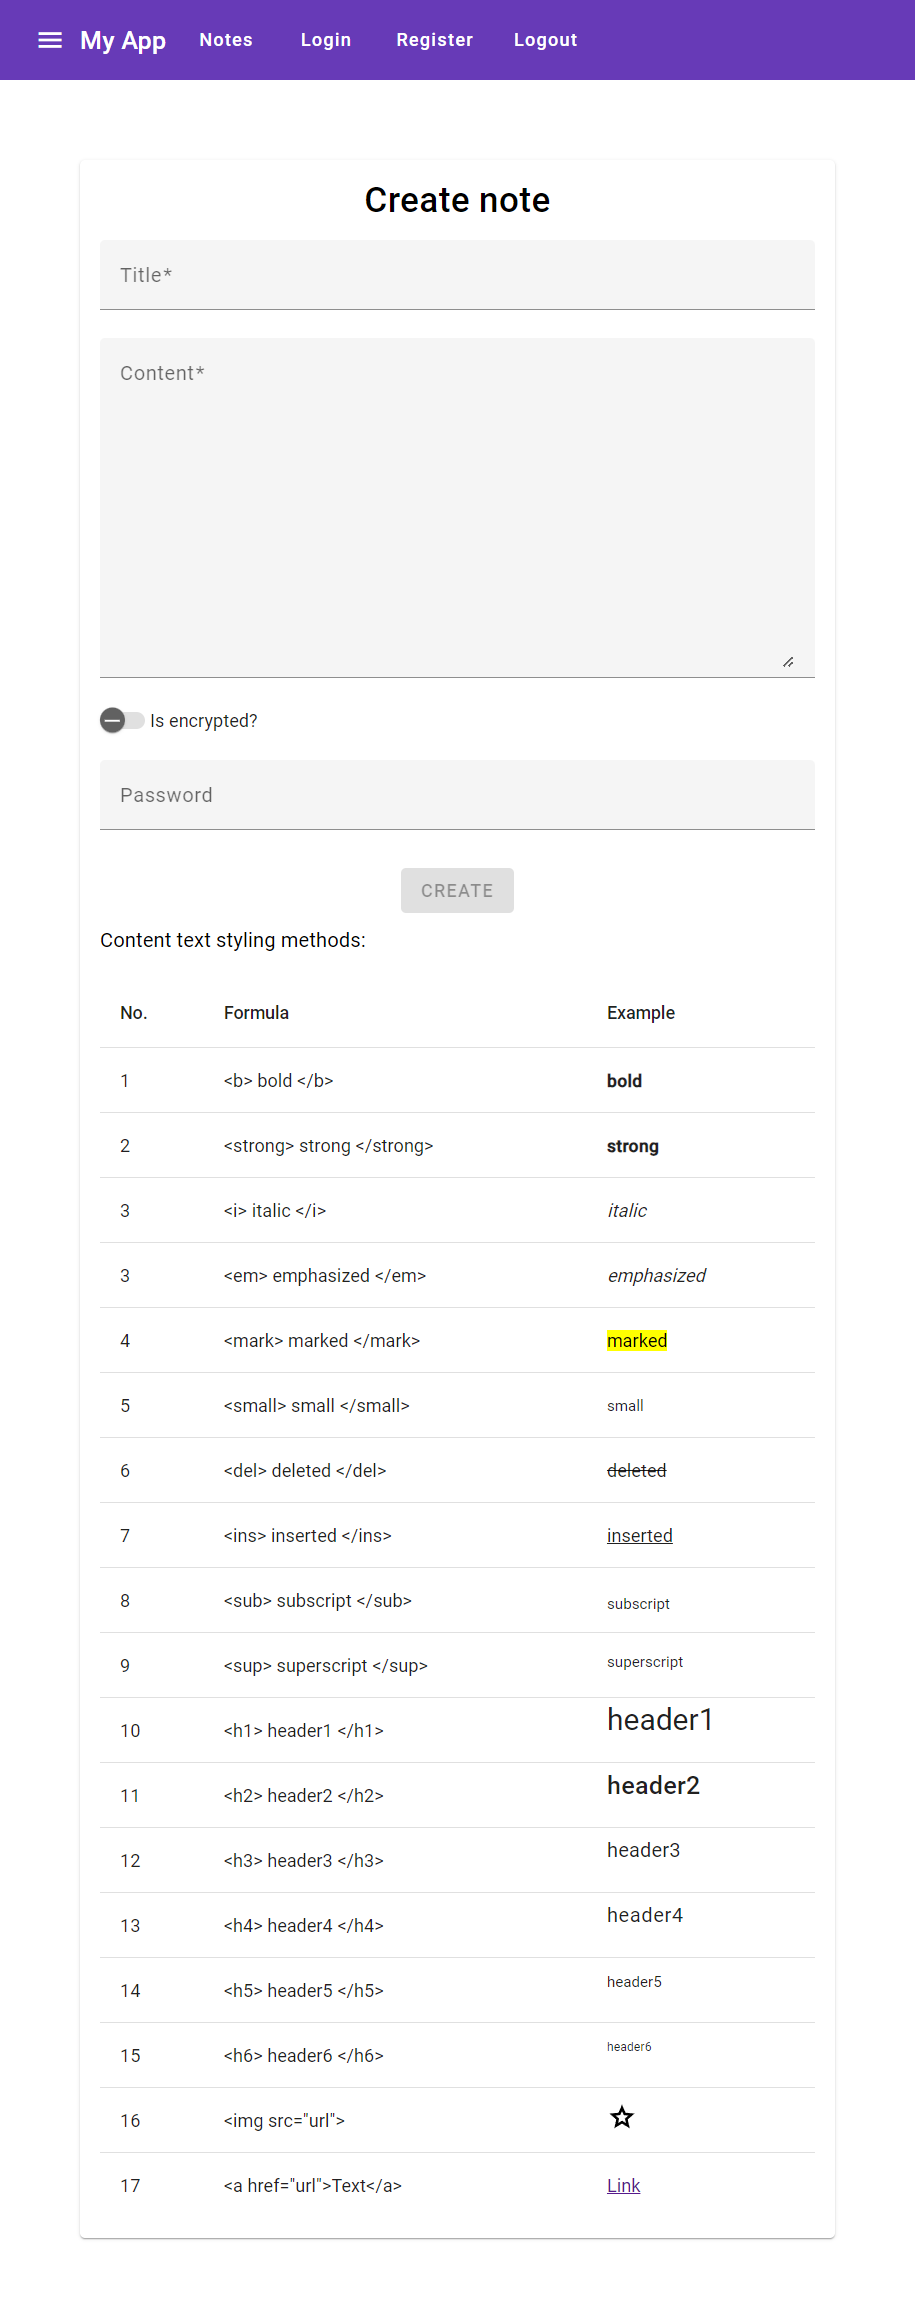 My App Notes Login Register Logout
Create note
Title*
Content*
Is encrypted?
Password
CREATE
Content text styling methods:
No. Formula Example
1 <b> bold </b> bold
2 <strong> strong </strong> strong
3 <i> italic </i> italic
3 <em> emphasized </em> emphasized
4 <mark> marked </mark> marked
5 <small> small </small> small
6 <del> deleted </del> deleted
7 <ins> inserted </ins> inserted
8 <sub> subscript </sub> subscript
9 <sup> superscript </sup> superscript
10 <h1> header1 </h1> header1
11 <h2> header2 </h2> header2
12 <h3> header3 </h3> header3
13 <h4> header4 </h4> header4
14 <h5> header5 </h5> header5
15 <h6> header6 </h6> header6
16 <img src="url">
17 <a href="url">Text</a> Link